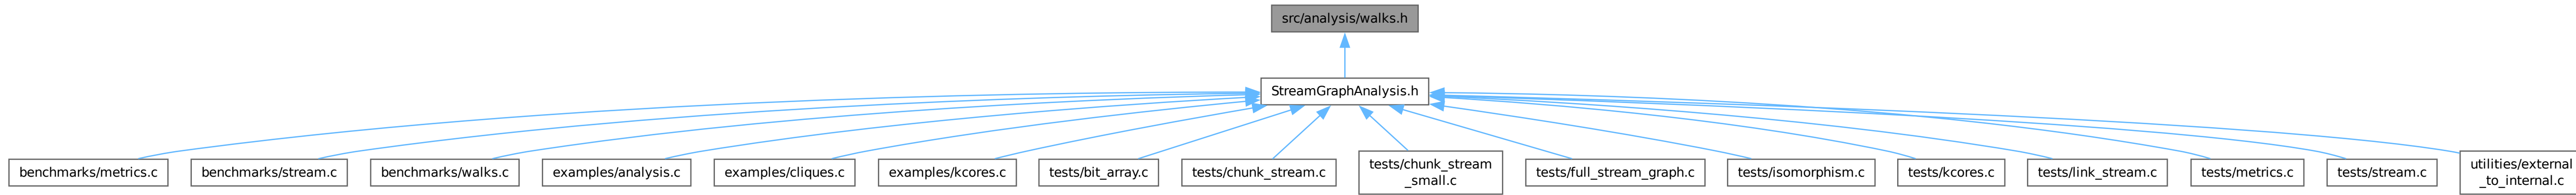 src/analysis/walks.h
StreamGraphAnalysis.h
benchmarks/metrics.c
benchmarks/stream.c
benchmarks/walks.c
examples/analysis.c
examples/cliques.c
examples/kcores.c
tests/bit_array.c
tests/chunk_stream.c
tests/chunk_stream
_small.c
tests/full_stream_graph.c
tests/isomorphism.c
tests/kcores.c
tests/link_stream.c
tests/metrics.c
tests/stream.c
utilities/external
_to_internal.c